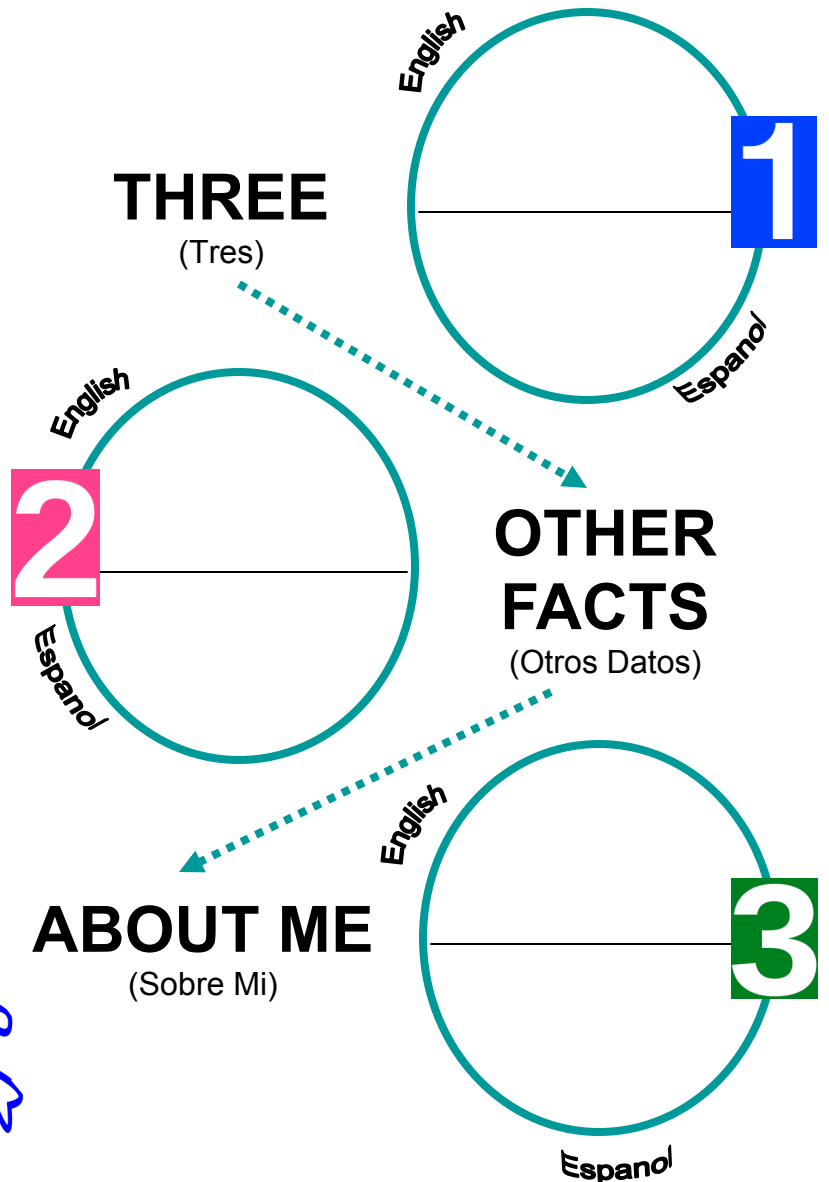 English
1
THREE
(Tres)
Espanol
English
2
OTHER
FACTS
(Otros Datos)
Espanol
English
3
ABOUT ME
(Sobre Mi)
Espanol